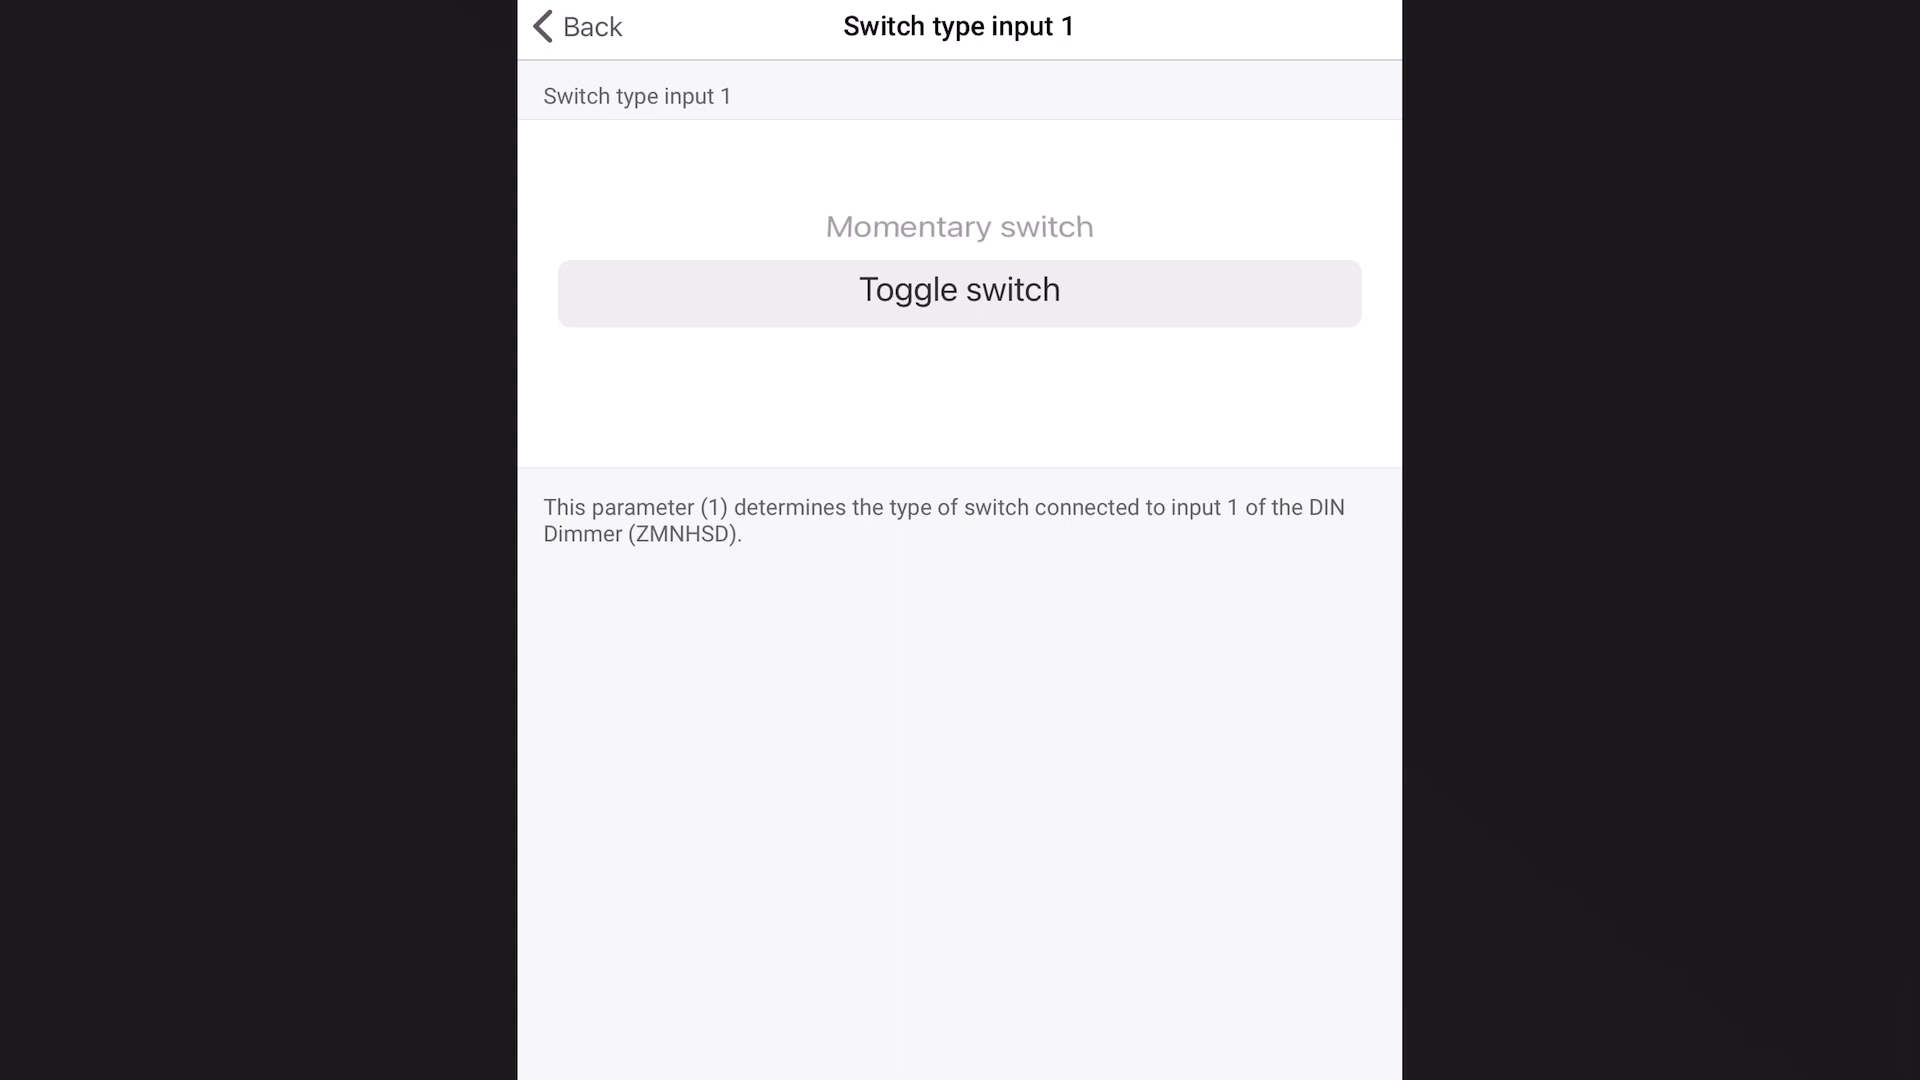 Back
Switch type input 1
Switch type input 1
Momentary switch
Toggle switch
This parameter (1) determines the type of switch connected to input 1 of the DIN
Dimmer (ZMNHSD).